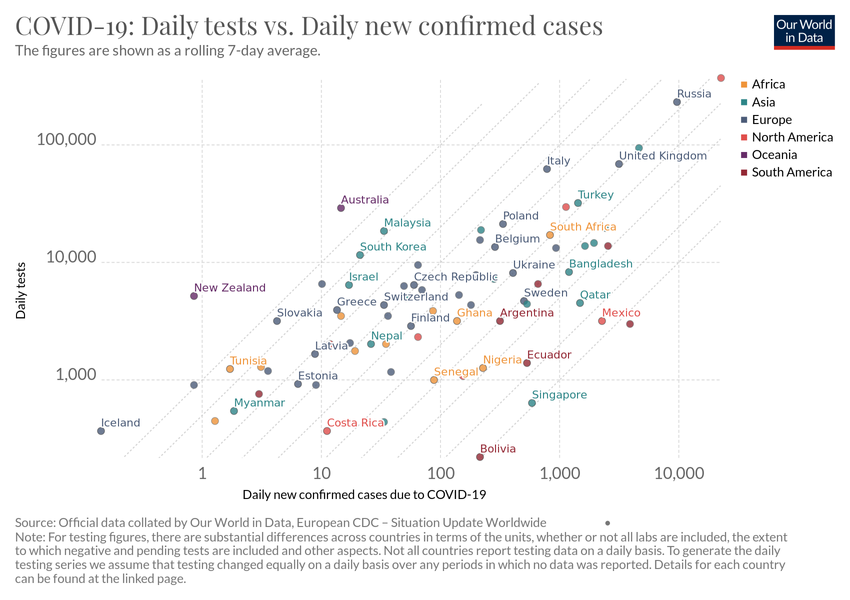 COVID-19: Daily tests vs. Daily new confirmed cases
The figures are shown as a rolling 7-day average.
Our World
in Data
Africa
Asia
Europe
North America
Oceania
South America
Daily tests
100,000
10,000
1,000
Russia
United Kingdom
Italy
Turkey
Australia
Poland
Malaysia
South Africa
Belgium
South Korea
Ukraine
Bangladesh
Israel
Czech Republic
New Zealand
Switzerland
Sweden
Qatar
Greece
Slovakia
Finland
Ghana
Argentina
Mexico
Nepal
Latvia
Ecuador
Tunisia
Nigeria
Senegal
Estonia
Myanmar
Singapore
Iceland
Costa Rica
Bolivia
1
10
100
1,000
10,000
Daily new confirmed cases due to COVID-19
Source: Official data collated by Our World in Data, European CDC – Situation Update Worldwide
Note: For testing figures, there are substantial differences across countries in terms of the units, whether or not all labs are included, the extent
to which negative and pending tests are included and other aspects. Not all countries report testing data on a daily basis. To generate the daily
testing series we assume that testing changed equally on a daily basis over any periods in which no data was reported. Details for each country
can be found at the linked page.